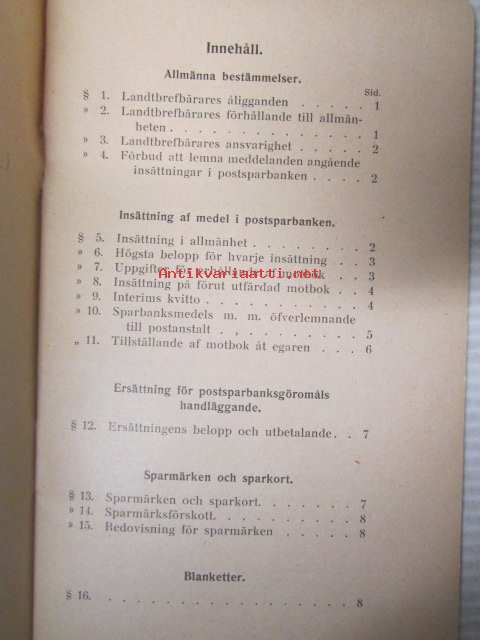 Innehåll.
Allmänna bestämmelser.
Sid.
§ 1. Landtbrefbärares åligganden . . . . . 1
» 2. Landtbrefbärares förhållande till allmän-
heten . . . . . . . . . . . . 1
» 3. Landtbrefbärares ansvarighet . . . . . 2
» 4. Förbud att lemna meddelanden angående
insättningar i postsparbanken . . . . 2
Insättning af medel i postsparbanken.
§ 5. Insättning i allmänhet . . . . . . . . 2
» 6. Högsta belopp för hvarje insättning . . 3
» 7. Uppgifter för erhållande af motbok . . 3
Antikvariaatti.net
» 8. Insättning på förut utfärdad motbok . . 4
» 9. Interims kvitto . . . . . . . . . . 4
» 10. Sparbanksmedels m. m. öfverlemnande
till postanstalt . . . . . . . . . . 5
„ 11. Tillställande af motbok åt egaren . . . 6
Ersättning för postsparbanksgöromåls
handläggande.
§ 12. Ersättningens belopp och utbetalande. . 7
Sparmärken och sparkort.
§ 13. Sparmärken och sparkort. . . . . . . 7
» 14. Sparmärksförskott. . . . . . . . . . 8
» 15. Redovisning för sparmärken . . . . . 8
Blanketter.
§ 16. . . . . . . . . . . . . . . . . 8